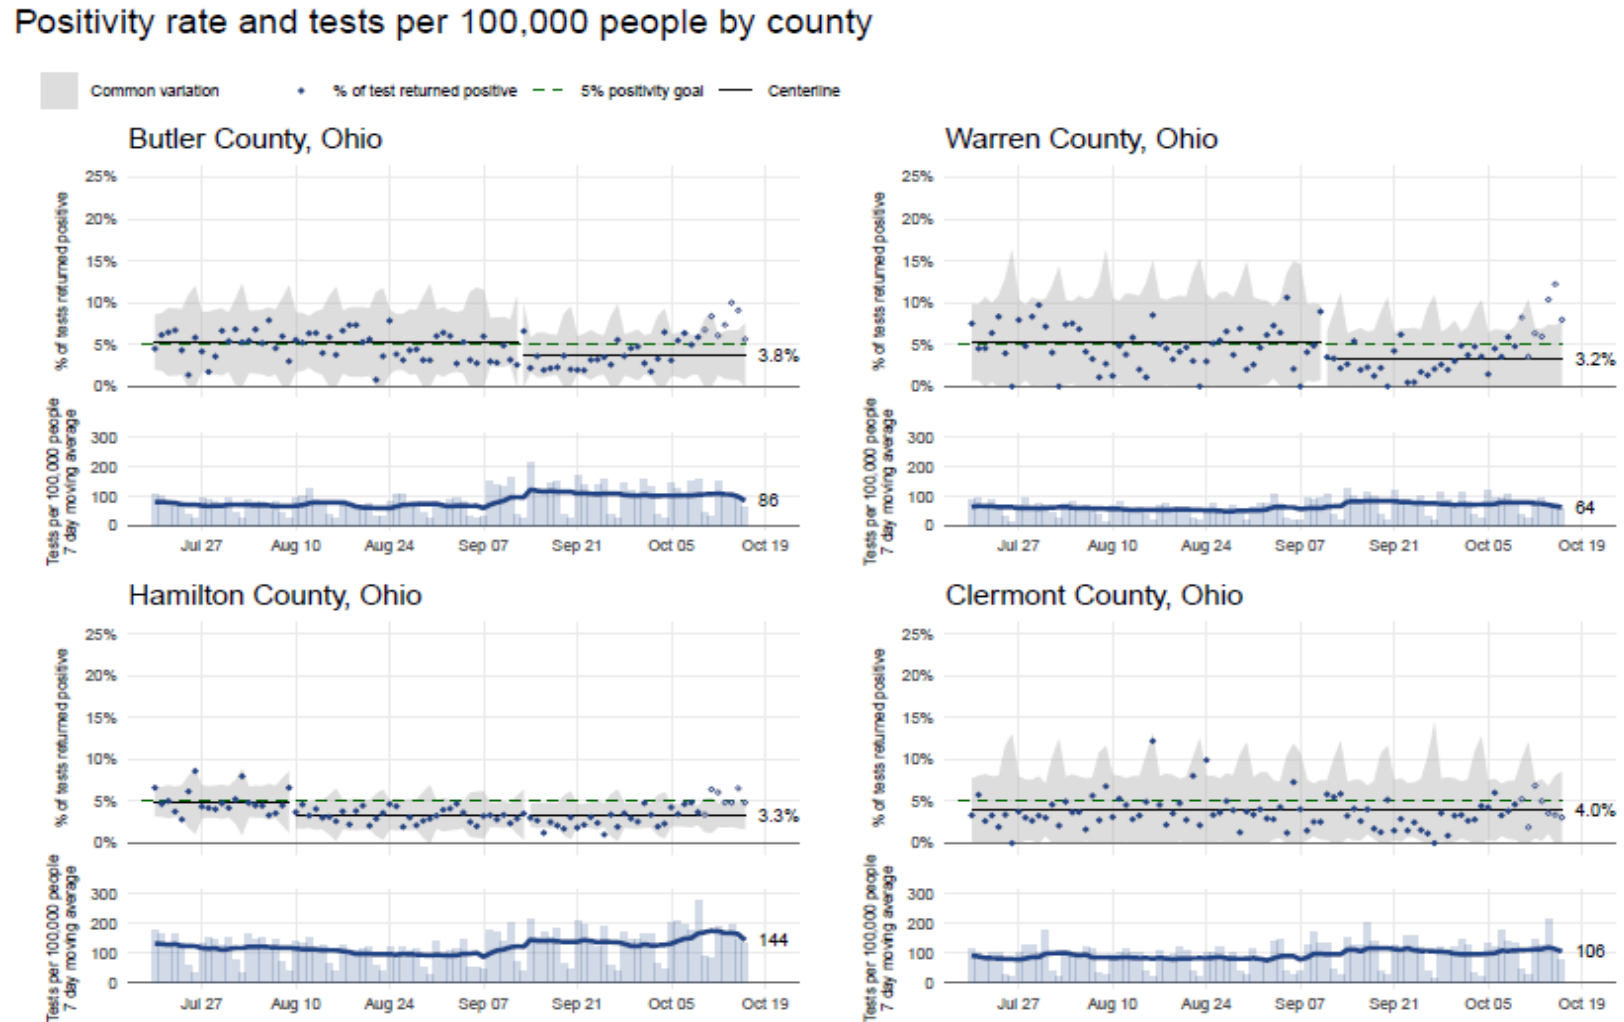 Positivity rate and tests per 100,000 people by county
Common variation
% of test returned positive
5% positivity goal
Centerline
Butler County, Ohio
% of tests returned positive
25%
20%
15%
10%
5%
0%
3.8%
Tests per 100,000 people
7 day moving average
300
200
100
0
86
Jul 27 Aug 10 Aug 24 Sep 07 Sep 21 Oct 05 Oct 19
Warren County, Ohio
% of tests returned positive
25%
20%
15%
10%
5%
0%
3.2%
Tests per 100,000 people
7 day moving average
300
200
100
0
64
Jul 27 Aug 10 Aug 24 Sep 07 Sep 21 Oct 05 Oct 19
Hamilton County, Ohio
% of tests returned positive
25%
20%
15%
10%
5%
0%
3.3%
Tests per 100,000 people
7 day moving average
300
200
100
0
144
Jul 27 Aug 10 Aug 24 Sep 07 Sep 21 Oct 05 Oct 19
Clermont County, Ohio
% of tests returned positive
25%
20%
15%
10%
5%
0%
4.0%
Tests per 100,000 people
7 day moving average
300
200
100
0
106
Jul 27 Aug 10 Aug 24 Sep 07 Sep 21 Oct 05 Oct 19